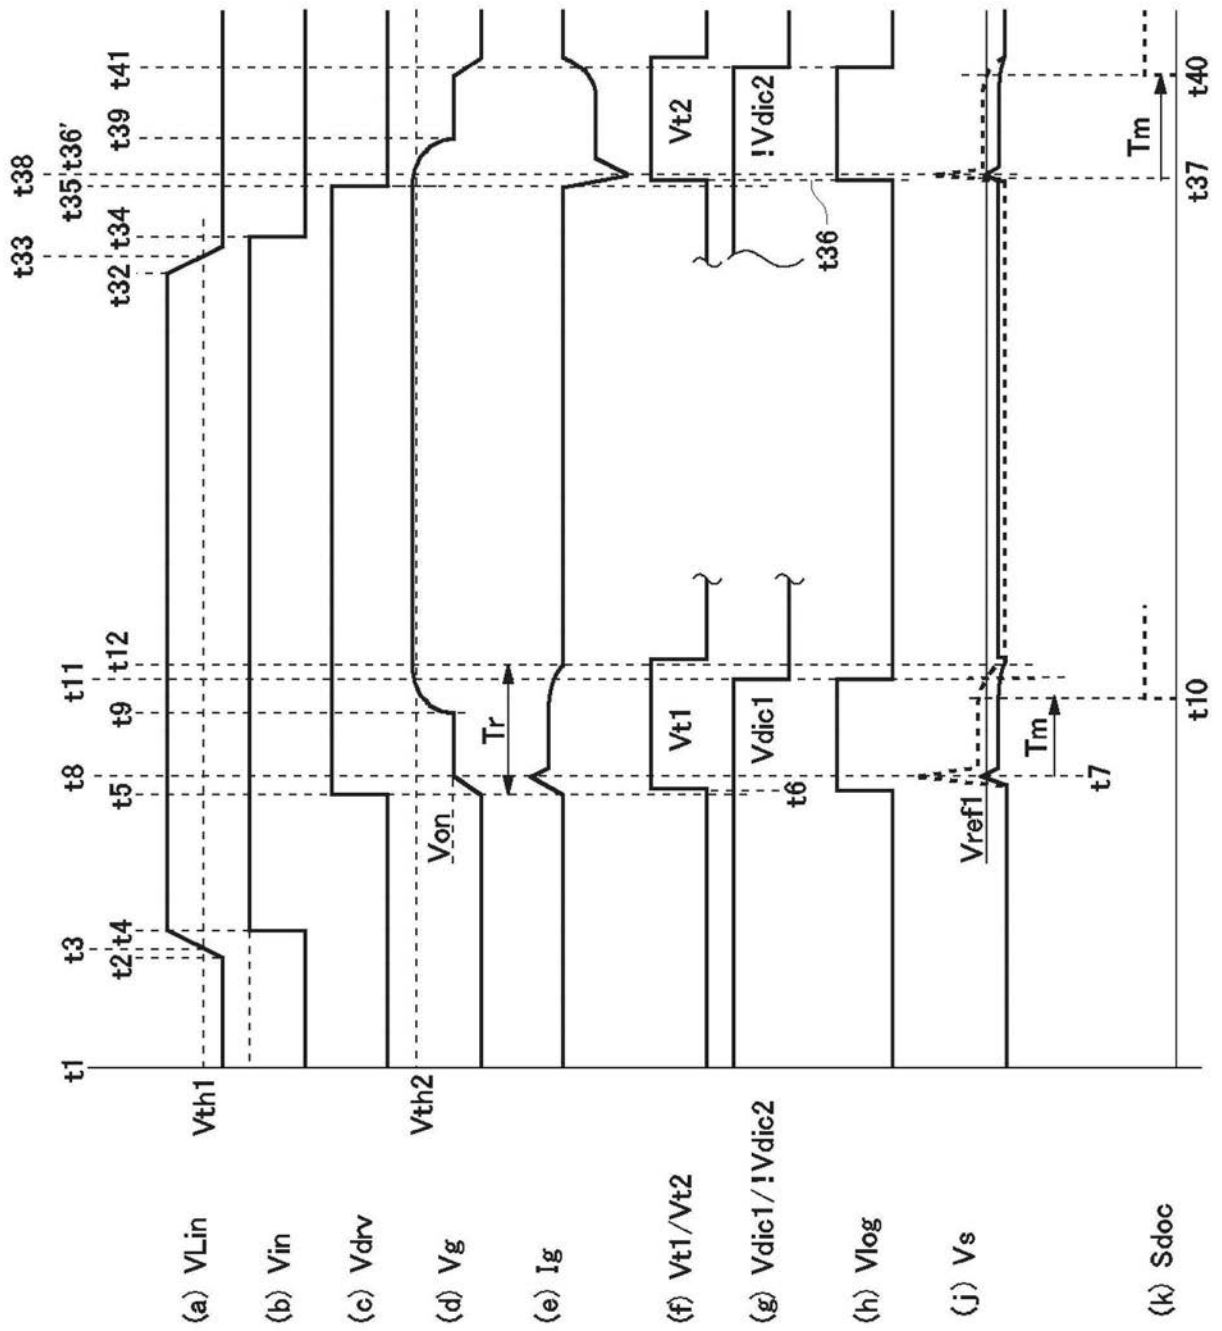 t1
t3
t8
t11
t33
t38
t2
t4
t5
t9
t12
t32
t34
t35
t36'
t39
t41
(a) VLin
Vth1
(b) Vin
(c) Vdrv
Vth2
(d) Vg
Von
(e) Ig
Tr
(f) Vt1/Vt2
Vt1
Vt2
(g) Vdic1/!Vdic2
Vdic1
!Vdic2
t6
t36
(h) Vlog
(j) Vs
Vref1
Tm
Tm
t7
t10
t37
t40
(k) Sdoc